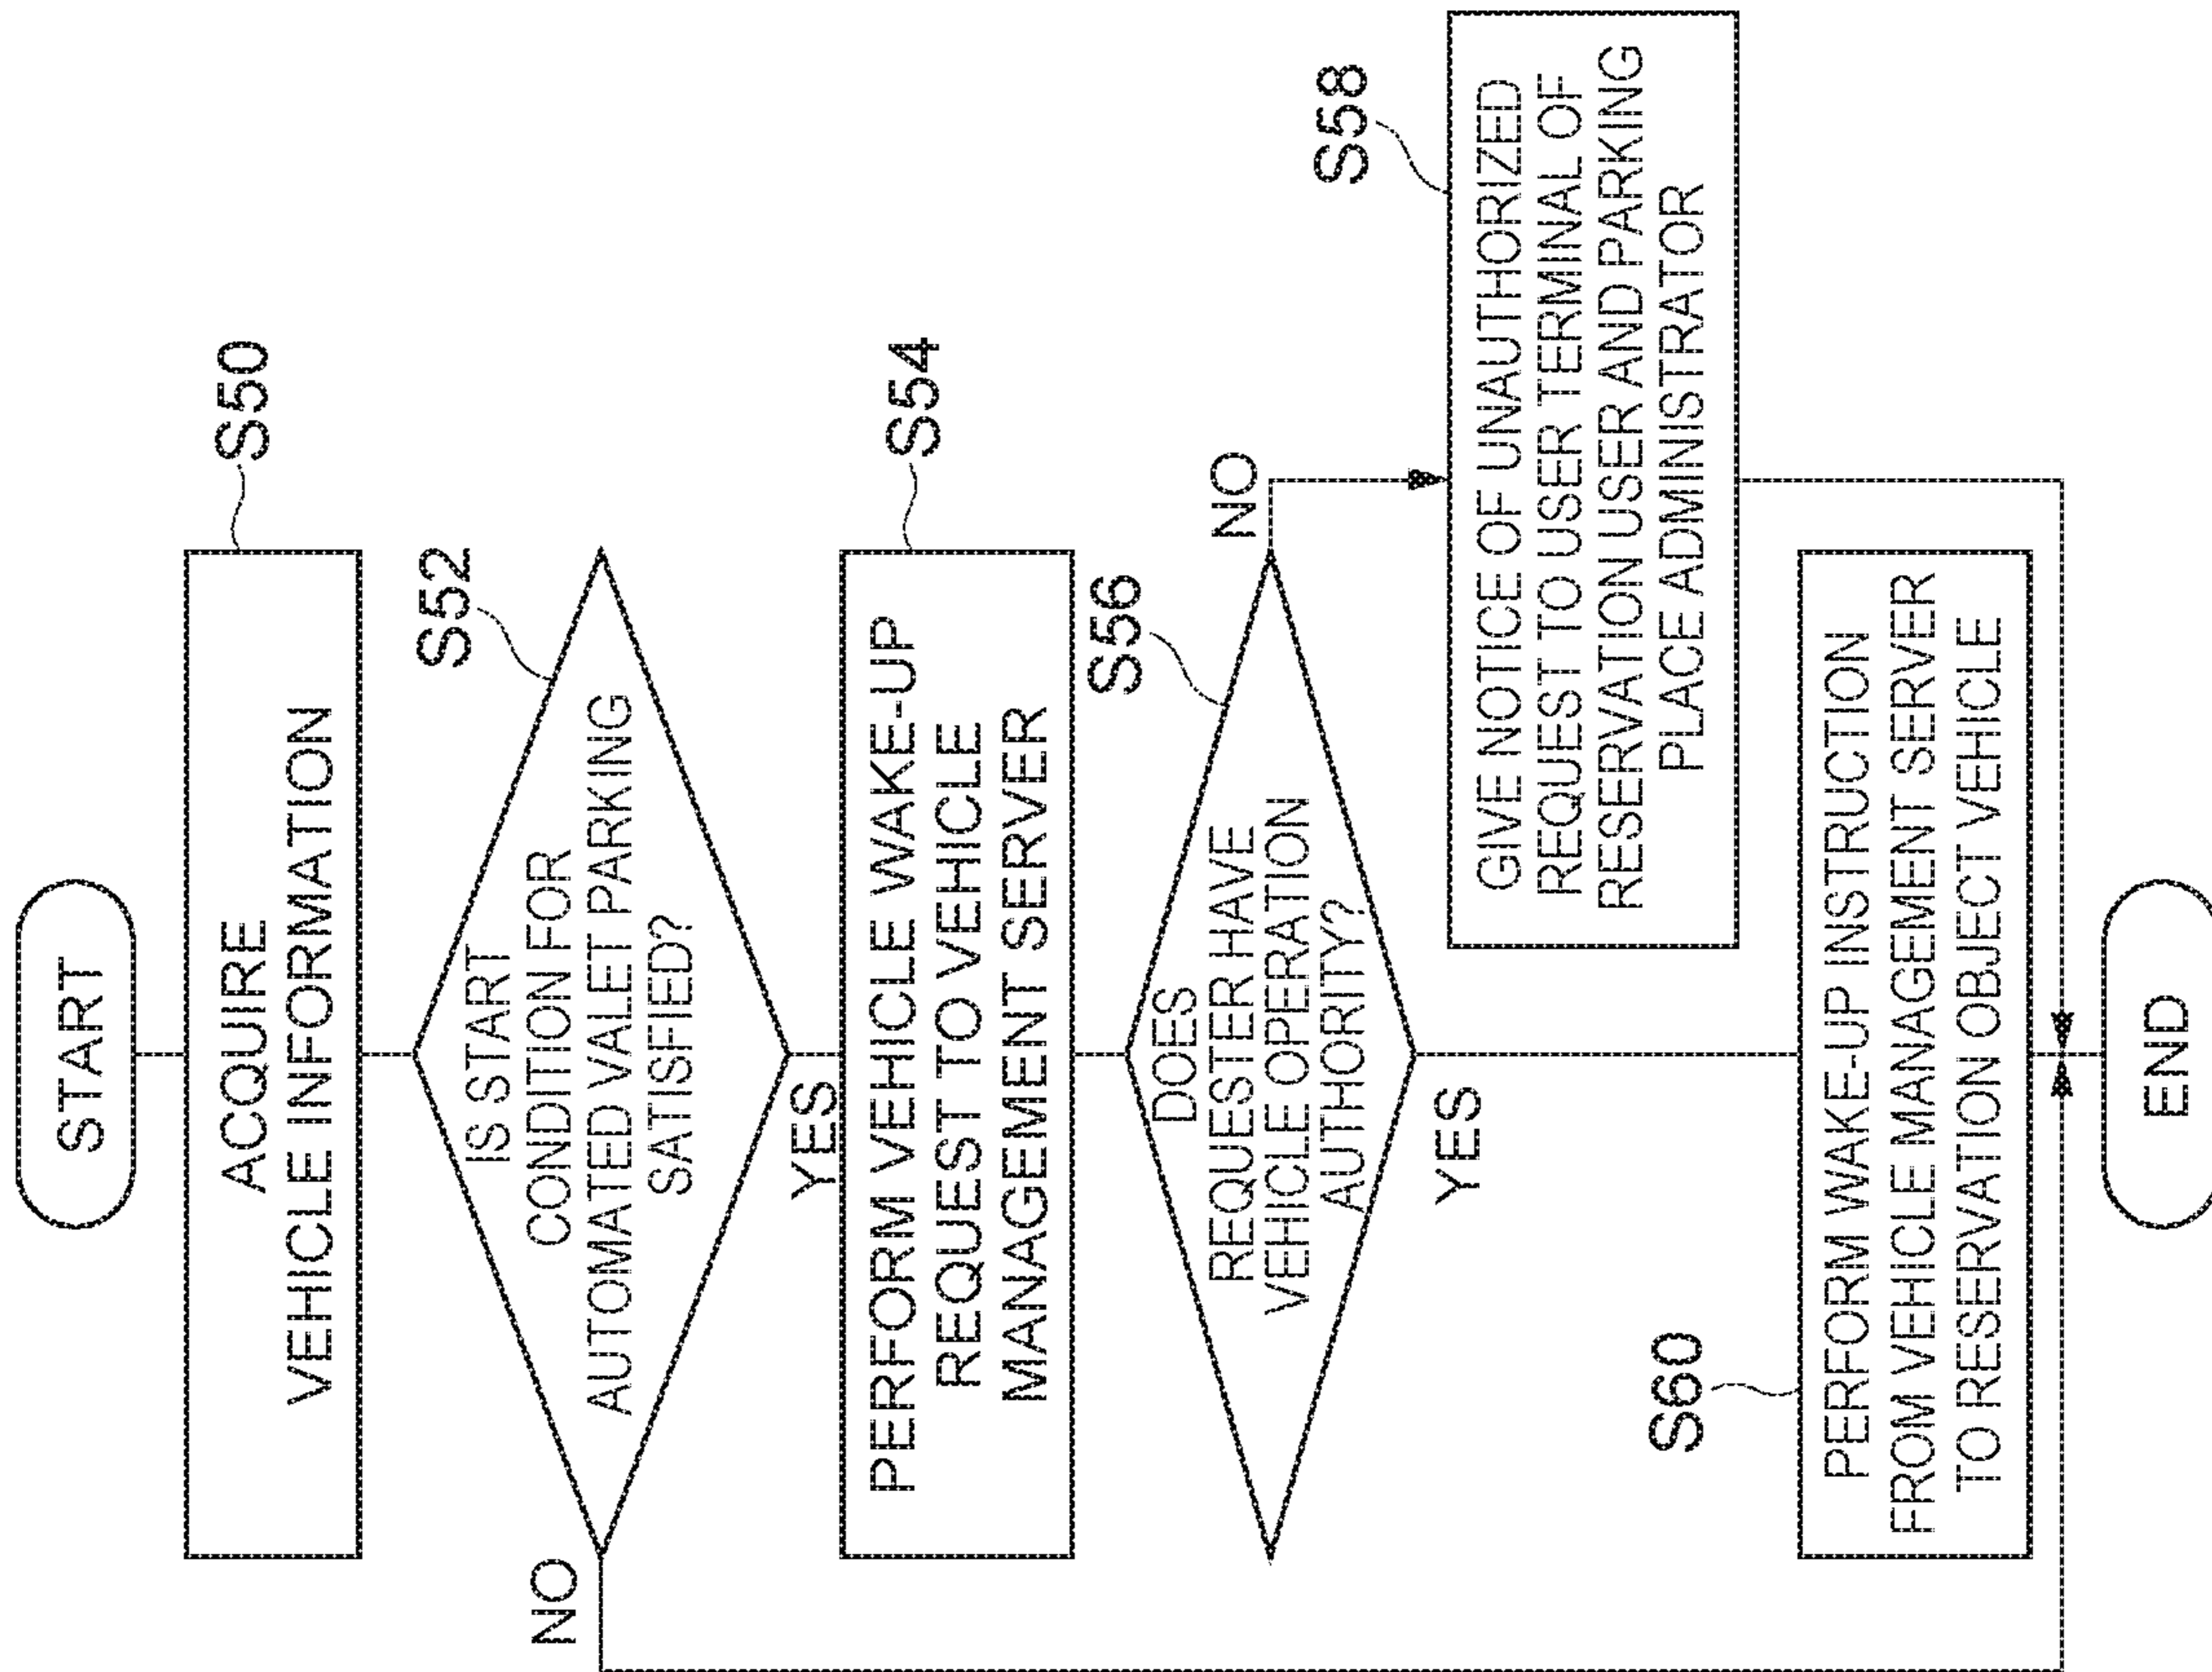 START
S50
ACQUIRE
VEHICLE INFORMATION
S52
IS START
CONDITION FOR
AUTOMATED VALET PARKING
SATISFIED?
NO
YES
S54
PERFORM VEHICLE WAKE-UP
REQUEST TO VEHICLE
MANAGEMENT SERVER
S56
DOES
REQUESTER HAVE
VEHICLE OPERATION
AUTHORITY?
NO
YES
S58
GIVE NOTICE OF UNAUTHORIZED
REQUEST TO USER TERMINAL OF
RESERVATION USER AND PARKING
PLACE ADMINISTRATOR
S60
PERFORM WAKE-UP INSTRUCTION
FROM VEHICLE MANAGEMENT SERVER
TO RESERVATION OBJECT VEHICLE
END